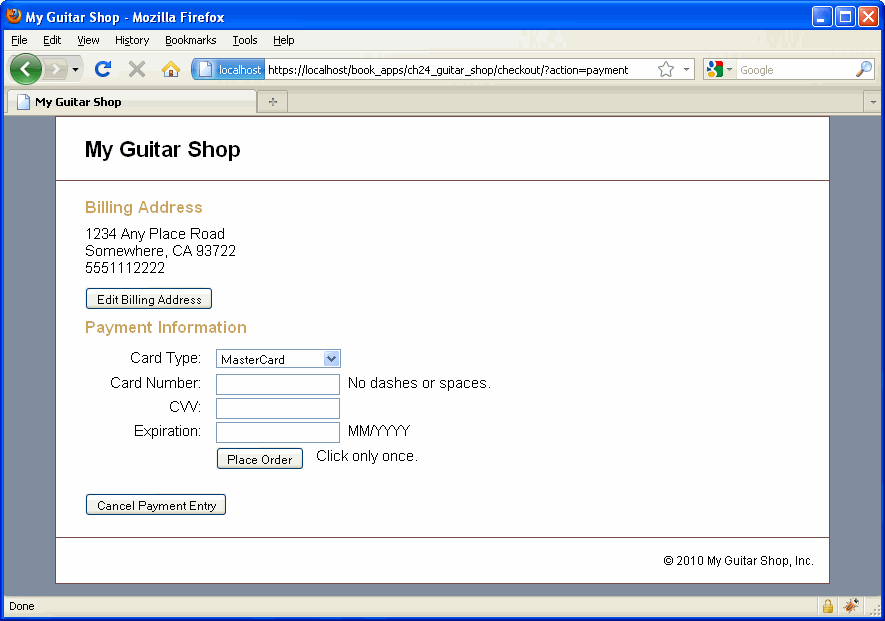 My Guitar Shop - Mozilla Firefox
File Edit View History Bookmarks Tools Help
localhost https://localhost/book_apps/ch24_guitar_shop/checkout/?action=payment Google
My Guitar Shop
My Guitar Shop
Billing Address
1234 Any Place Road
Somewhere, CA 93722
5551112222
Edit Billing Address
Payment Information
Card Type: MasterCard
Card Number: No dashes or spaces.
CVV:
Expiration: MM/YYYY
Place Order Click only once.
Cancel Payment Entry
© 2010 My Guitar Shop, Inc.
Done